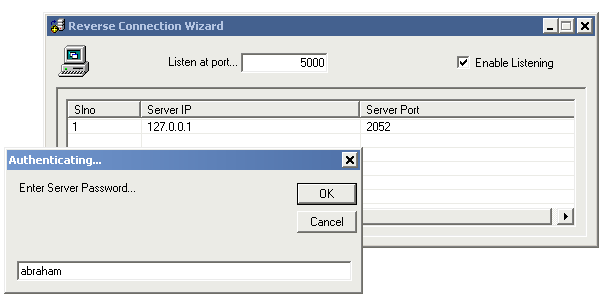 Reverse Connection Wizard
Listen at port... 5000 Enable Listening
Slno Server IP Server Port
1 127.0.0.1 2052
Authenticating...
Enter Server Password...
OK
Cancel
abraham